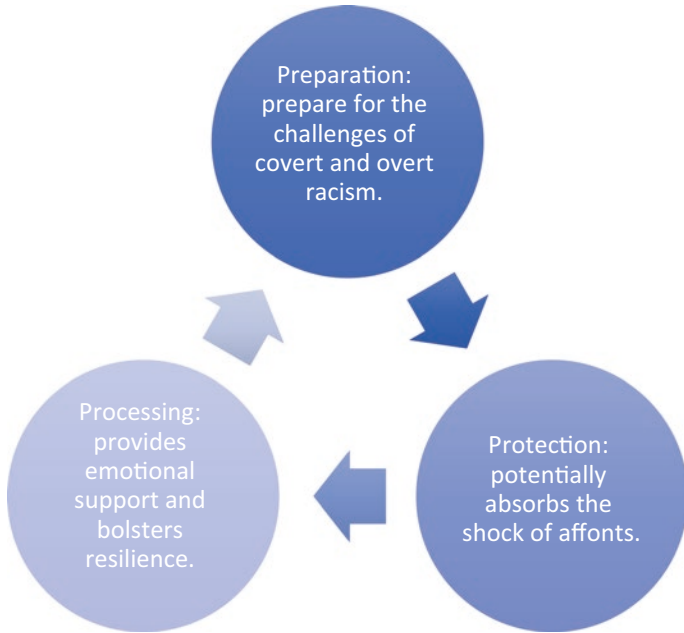 Preparation:
prepare for the
challenges of
covert and overt
racism.
Protection:
potentially
absorbs the
shock of affonts.
Processing:
provides
emotional
support and
bolsters
resilience.